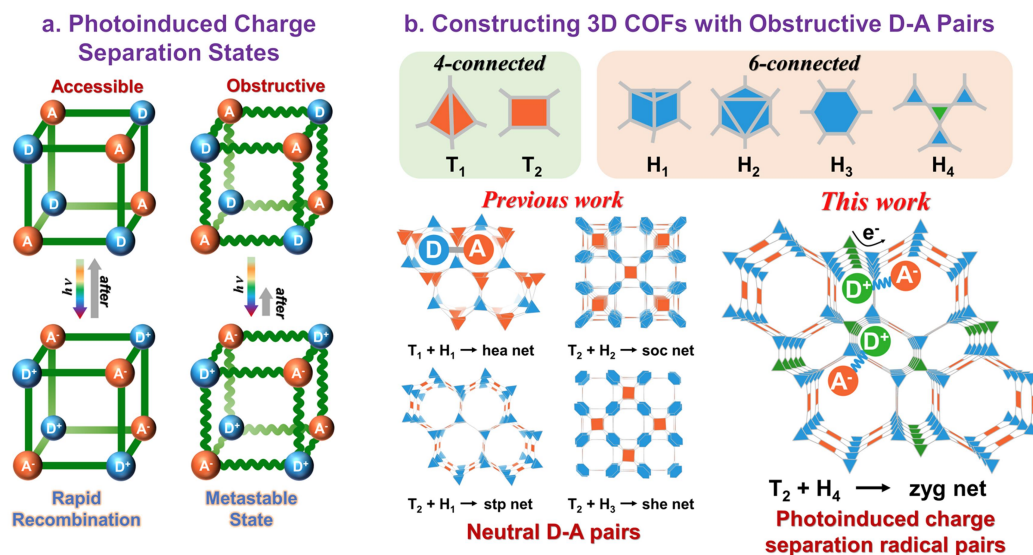 a. Photoinduced Charge
Separation States
Accessible
Obstructive
A D
D A
D A
A D
A D
D A
D A
A D
hv after
hv after
A⁻ D⁺
D⁺ A⁻
D⁺ A⁻
A⁻ D⁺
A⁻ D⁺
D⁺ A⁻
D⁺ A⁻
A⁻ D⁺
Rapid
Recombination
Metastable
State
b. Constructing 3D COFs with Obstructive D-A Pairs
4-connected
T₁ T₂
6-connected
H₁ H₂ H₃ H₄
Previous work
D A
T₁ + H₁ → hea net
T₂ + H₂ → soc net
T₂ + H₁ → stp net
T₂ + H₃ → she net
Neutral D-A pairs
This work
e⁻
D⁺ A⁻
D⁺
A⁻
T₂ + H₄ → zyg net
Photoinduced charge
separation radical pairs